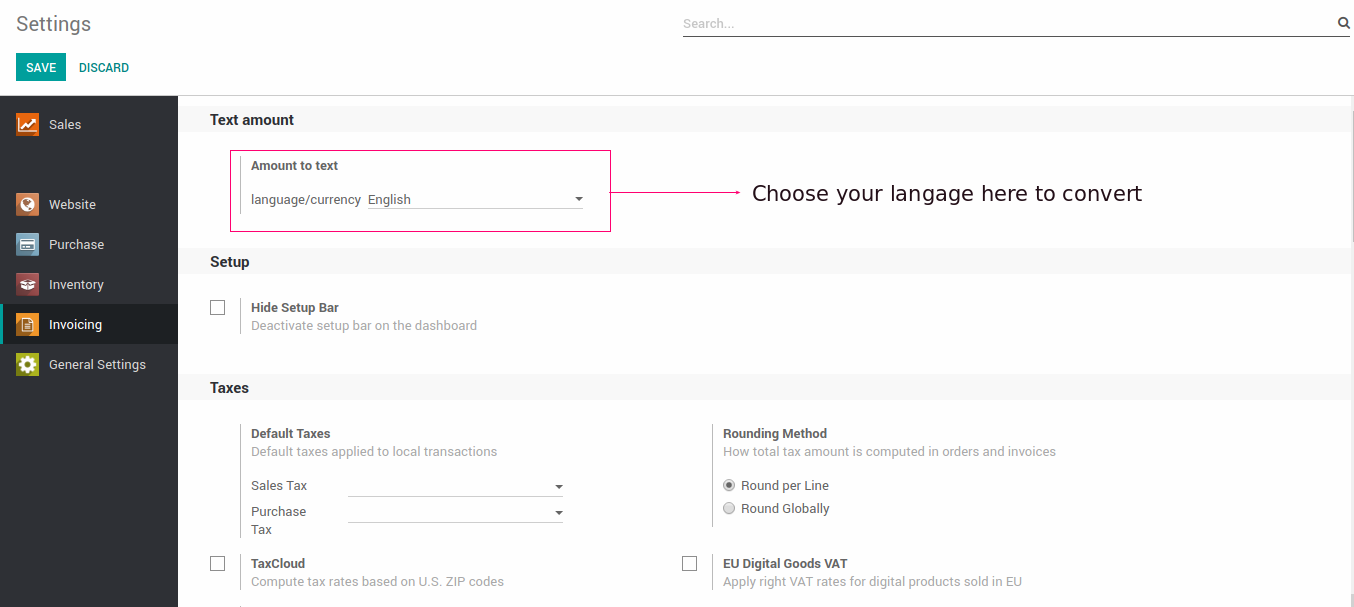 Settings
Search...
SAVE DISCARD
Sales
Website
Purchase
Inventory
Invoicing
General Settings
Text amount
Amount to text
language/currency English
Choose your langage here to convert
Setup
Hide Setup Bar
Deactivate setup bar on the dashboard
Taxes
Default Taxes
Default taxes applied to local transactions
Sales Tax
Purchase
Tax
Rounding Method
How total tax amount is computed in orders and invoices
Round per Line
Round Globally
TaxCloud
Compute tax rates based on U.S. ZIP codes
EU Digital Goods VAT
Apply right VAT rates for digital products sold in EU